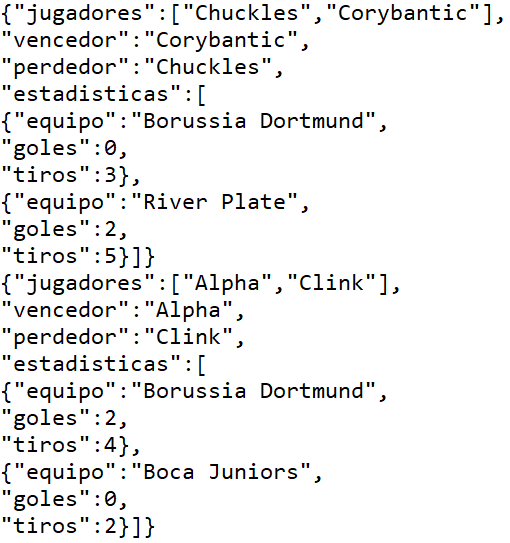 {"jugadores":["Chuckles","Corybantic"],
"vencedor":"Corybantic",
"perdedor":"Chuckles",
"estadisticas":[
{"equipo":"Borussia Dortmund",
"goles":0,
"tiros":3},
{"equipo":"River Plate",
"goles":2,
"tiros":5}]}
{"jugadores":["Alpha","Clink"],
"vencedor":"Alpha",
"perdedor":"Clink",
"estadisticas":[
{"equipo":"Borussia Dortmund",
"goles":2,
"tiros":4},
{"equipo":"Boca Juniors",
"goles":0,
"tiros":2}]}